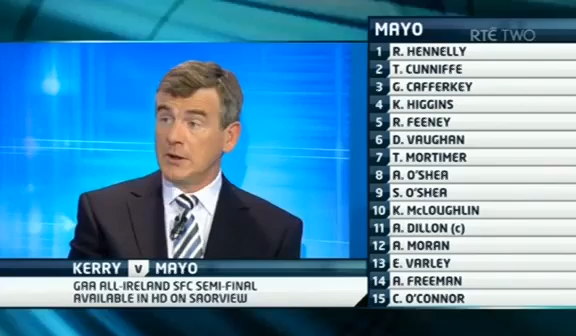 MAYO
RTÉ TWO
1 R. HENNELLY
2 T. CUNNIFFE
3 G. CAFFERKEY
4 K. HIGGINS
5 R. FEENEY
6 D. VAUGHAN
7 T. MORTIMER
8 A. O'SHEA
9 S. O'SHEA
10 K. McLOUGHLIN
11 A. DILLON (c)
12 A. MORAN
13 E. VARLEY
14 A. FREEMAN
15 C. O'CONNOR
KERRY v MAYO
GAA ALL-IRELAND SFC SEMI-FINAL
AVAILABLE IN HD ON SAORVIEW